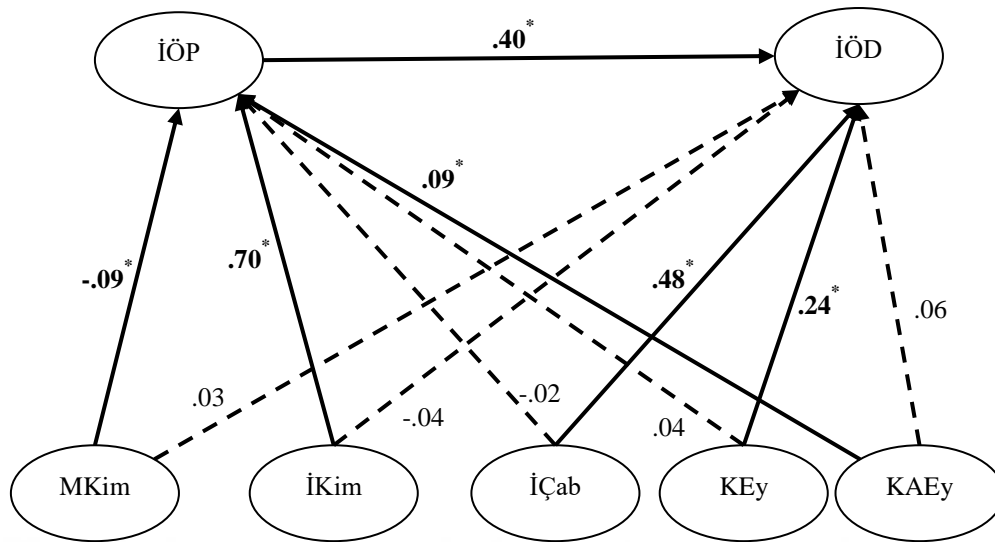 İÖP
.40*
İÖD
.09*
-.09*
.70*
.48*
.24*
.06
.03
-.04
-.02
.04
MKim
İKim
İÇab
KEy
KAEy